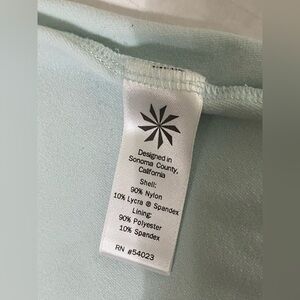 Designed in
Sonoma County,
California
Shell:
90% Nylon
10% Lycra ® Spandex
Lining:
90% Polyester
10% Spandex
RN #54023